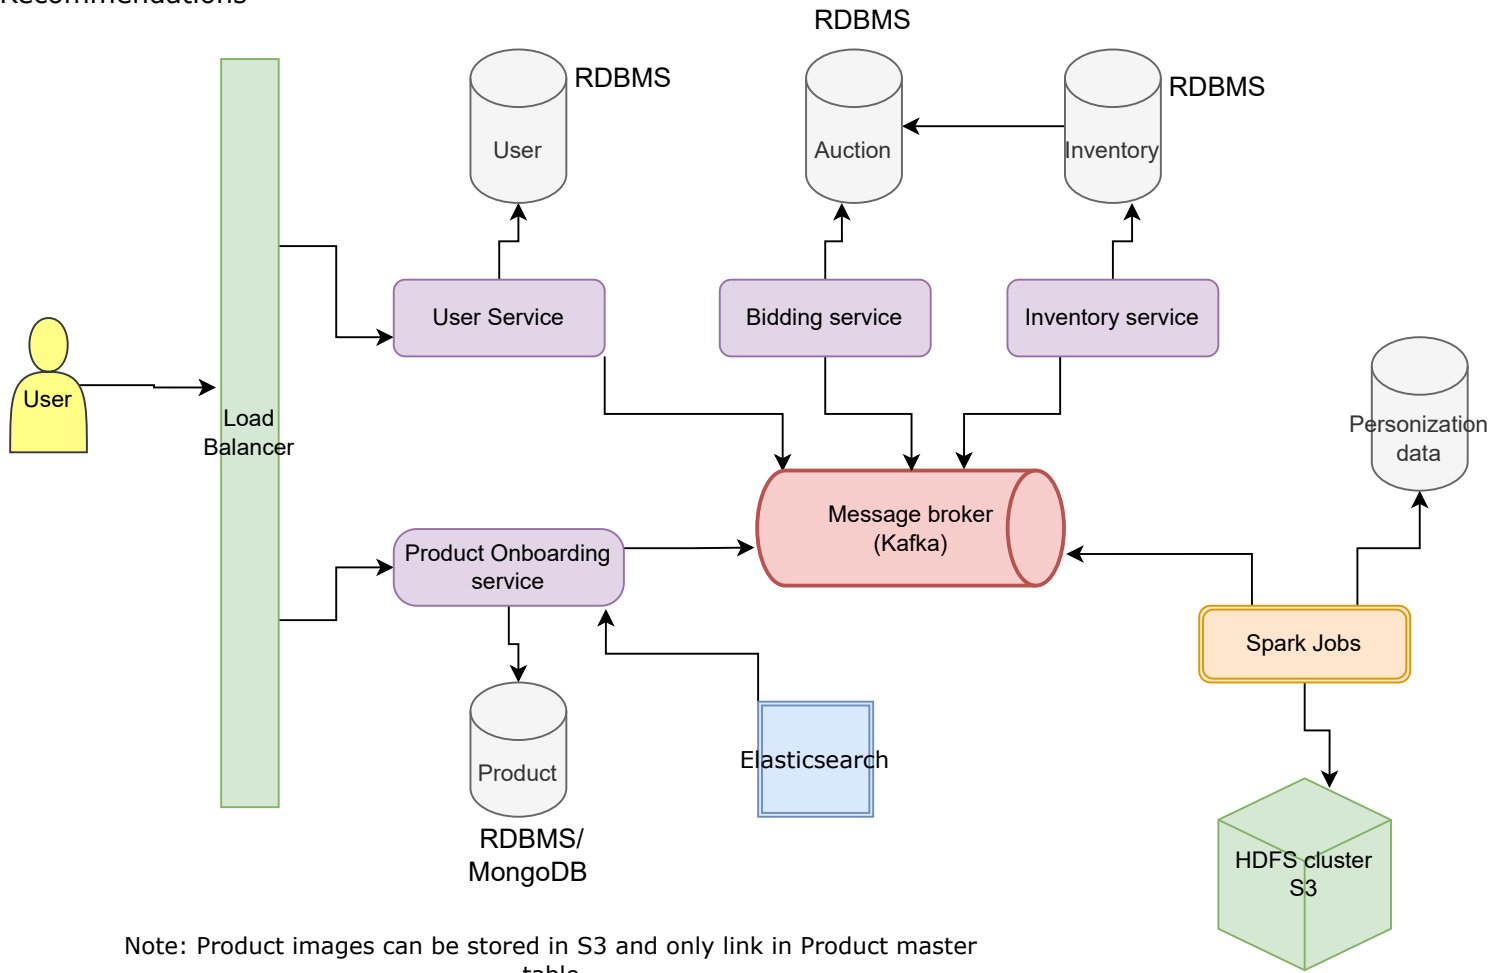 Recommendations
RDBMS
RDBMS
RDBMS
User
Auction
Inventory
User Service
Bidding service
Inventory service
User
Load
Balancer
Personization
data
Message broker
(Kafka)
Product Onboarding
service
Spark Jobs
Elasticsearch
Product
RDBMS/
MongoDB
HDFS cluster
S3
Note: Product images can be stored in S3 and only link in Product master
table